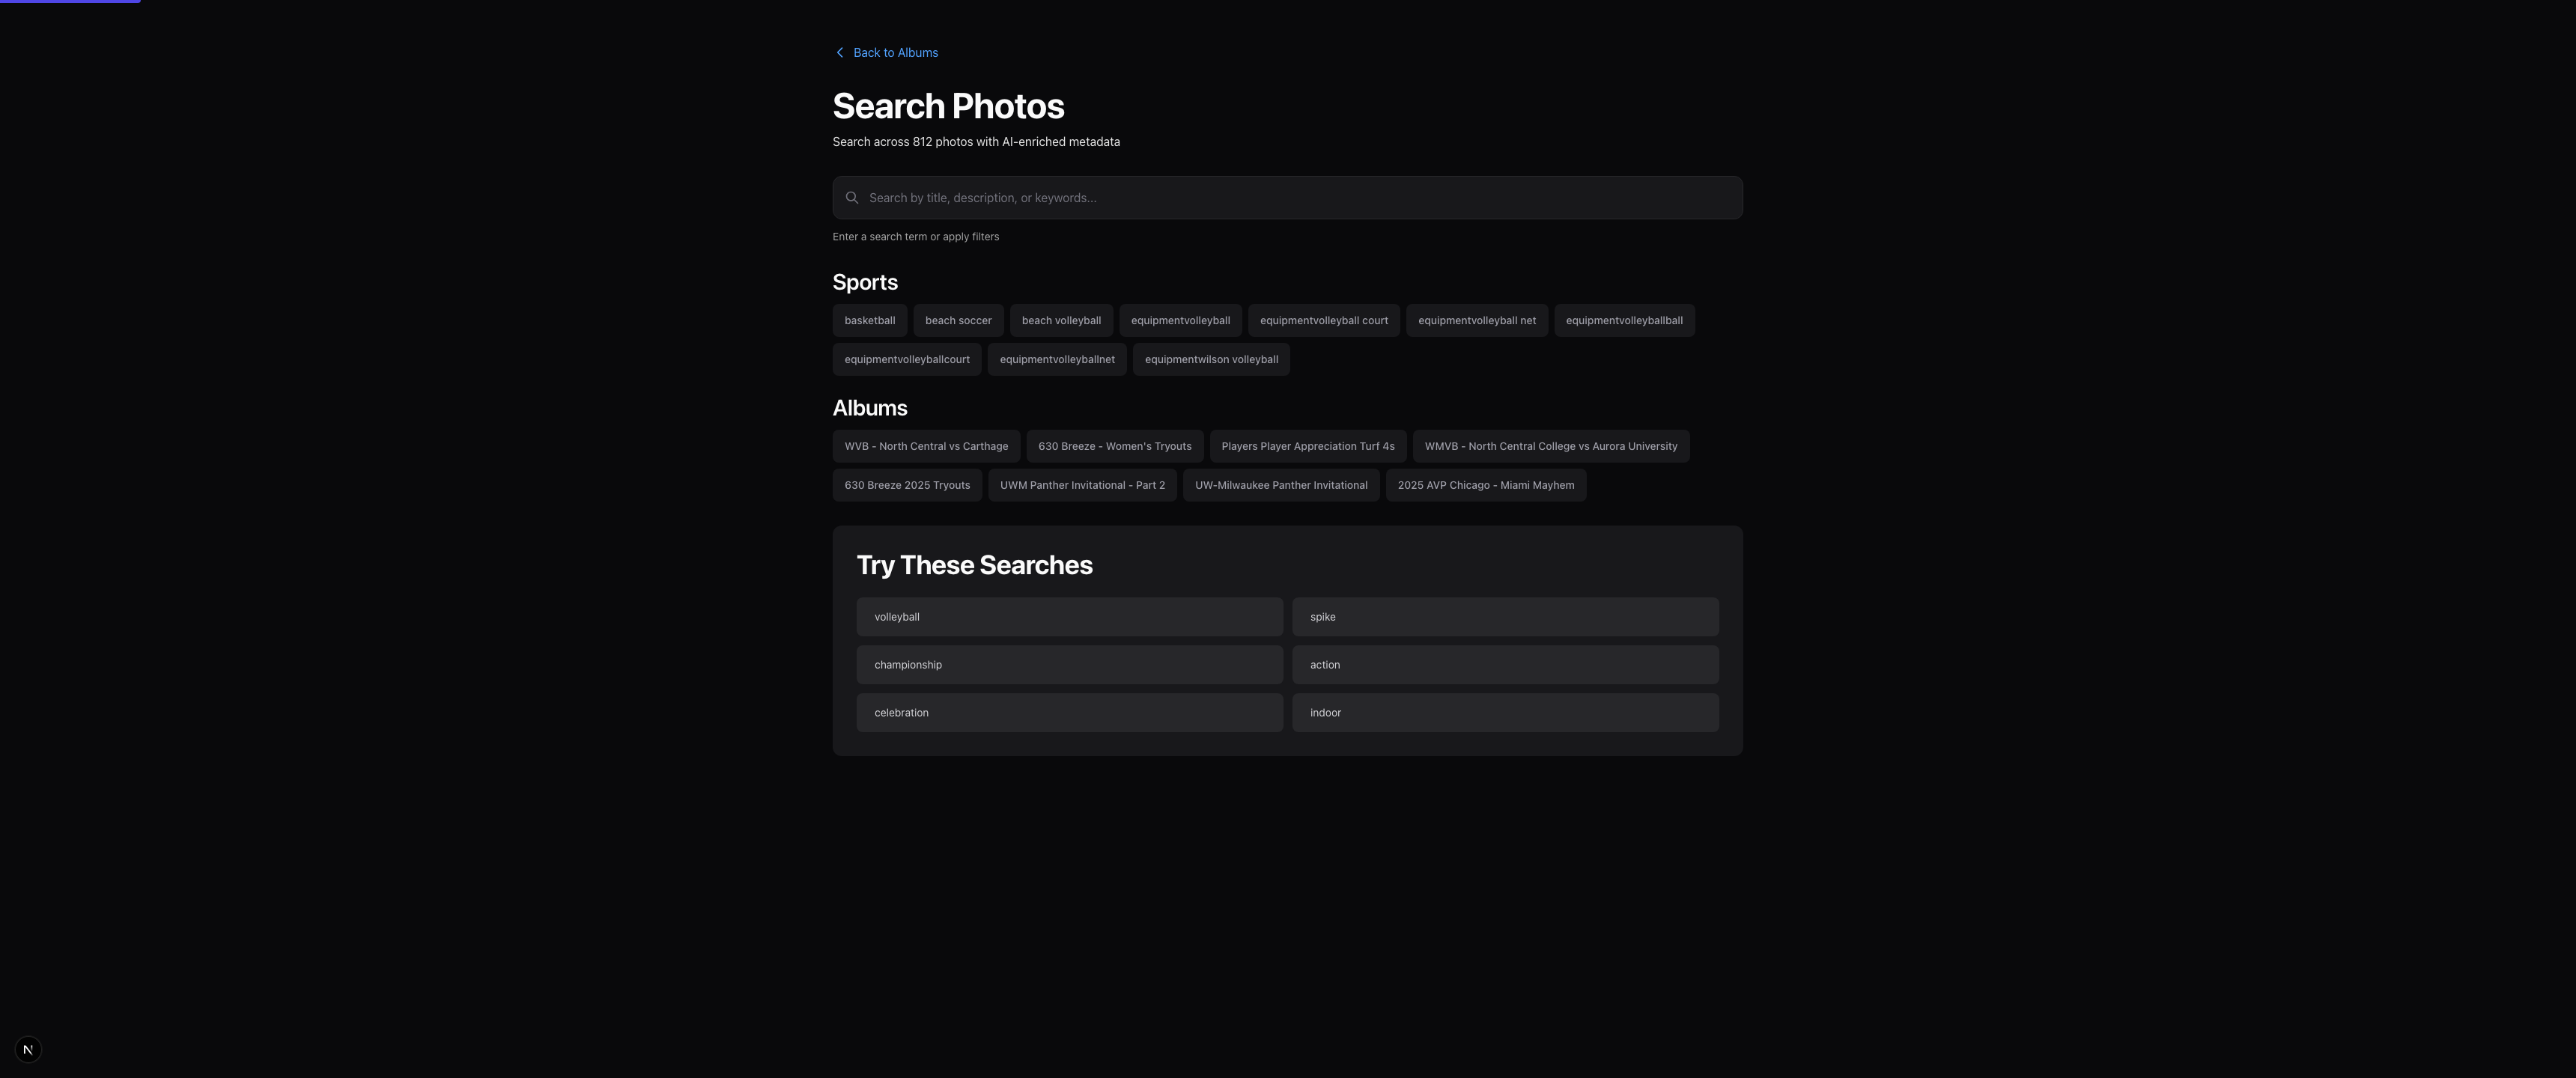 Back to Albums
Search Photos
Search across 812 photos with AI-enriched metadata
Search by title, description, or keywords...
Enter a search term or apply filters
Sports
basketball beach soccer beach volleyball equipmentvolleyball equipmentvolleyball court equipmentvolleyball net equipmentvolleyballball
equipmentvolleyballcourt equipmentvolleyballnet equipmentwilson volleyball
Albums
WVB - North Central vs Carthage 630 Breeze - Women's Tryouts Players Player Appreciation Turf 4s WMVB - North Central College vs Aurora University
630 Breeze 2025 Tryouts UWM Panther Invitational - Part 2 UW-Milwaukee Panther Invitational 2025 AVP Chicago - Miami Mayhem
Try These Searches
volleyball spike
championship action
celebration indoor
N